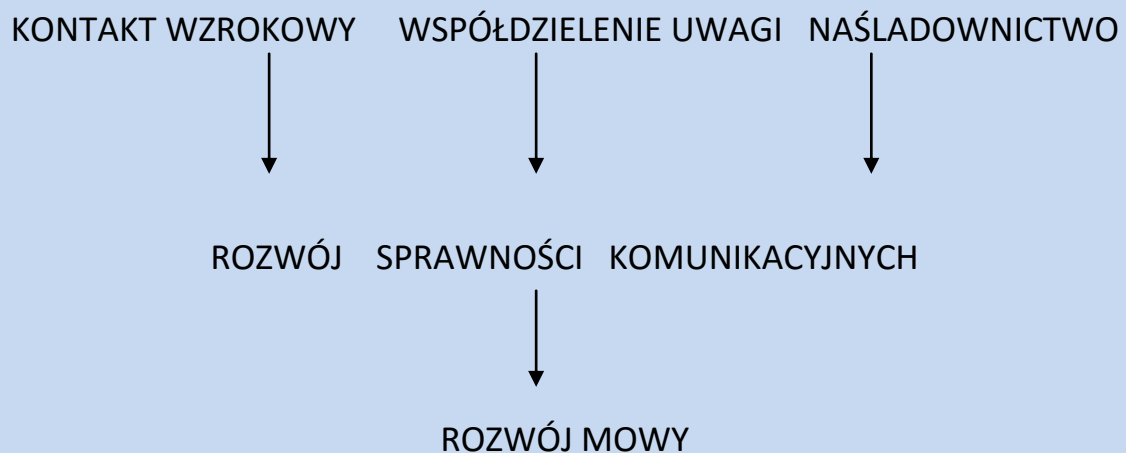 KONTAKT WZROKOWY WSPÓŁDZIELENIE UWAGI NAŚLADOWNICTWO
ROZWÓJ SPRAWNOŚCI KOMUNIKACYJNYCH
ROZWÓJ MOWY